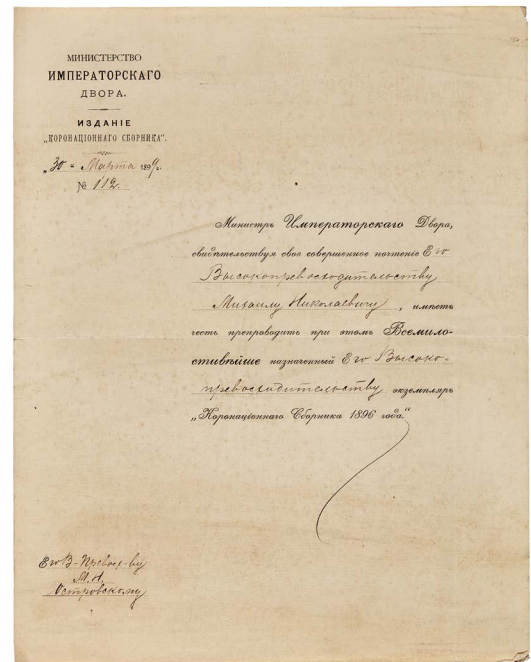 МИНИСТЕРСТВО
ИМПЕРАТОРСКАГО
ДВОРА.
ИЗДАНІЕ
„КОРОНАЦІОННАГО СБОРНИКА“.
„30 = Марта 1899 г.
№ 112.
Министръ Императорскаго Двора,
свидѣтельствуя свое совершенное почтеніе Его
Высокопревосходительству
Михаилу Николаевичу, имѣетъ
честь препроводить при этомъ Всемило-
стивѣйше назначенный Его Высоко-
превосходительству экземпляръ
„Коронаціоннаго Сборника 1896 года.“
Его В-Превос-ву
М. Н.
Островскому